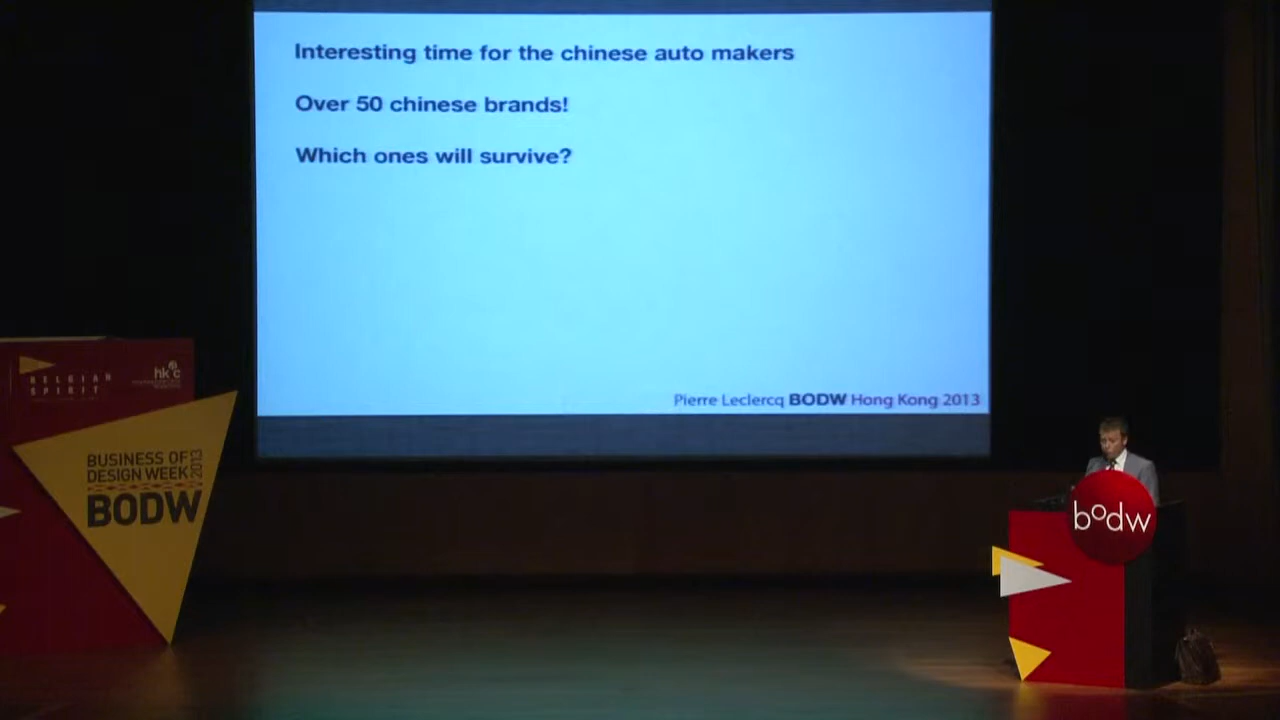 Interesting time for the chinese auto makers
Over 50 chinese brands!
Which ones will survive?
Pierre Leclercq BODW Hong Kong 2013
BELGIAN
SPIRIT
BUSINESS OF
DESIGN WEEK 2013
BODW
bodw